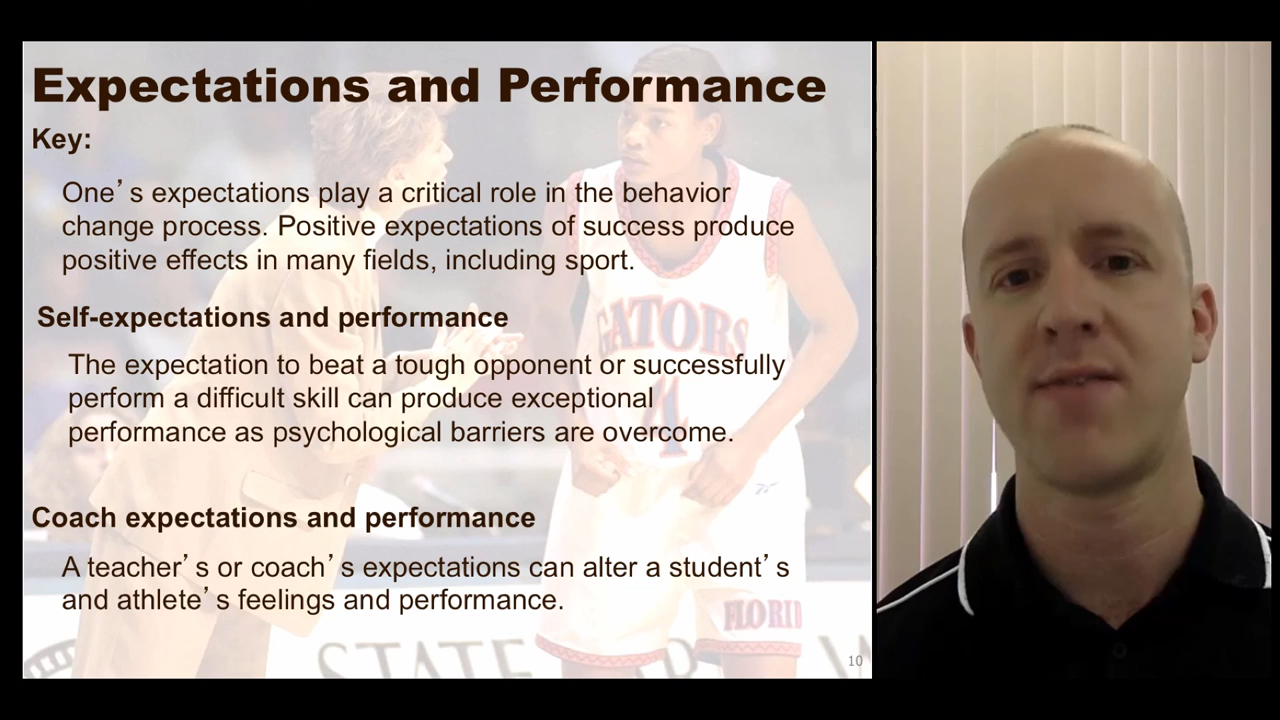 Expectations and Performance
Key:
One’s expectations play a critical role in the behavior
change process. Positive expectations of success produce
positive effects in many fields, including sport.
Self-expectations and performance
The expectation to beat a tough opponent or successfully
perform a difficult skill can produce exceptional
performance as psychological barriers are overcome.
GATORS
Coach expectations and performance
A teacher’s or coach’s expectations can alter a student’s
and athlete’s feelings and performance.
FLORID
STATE
10